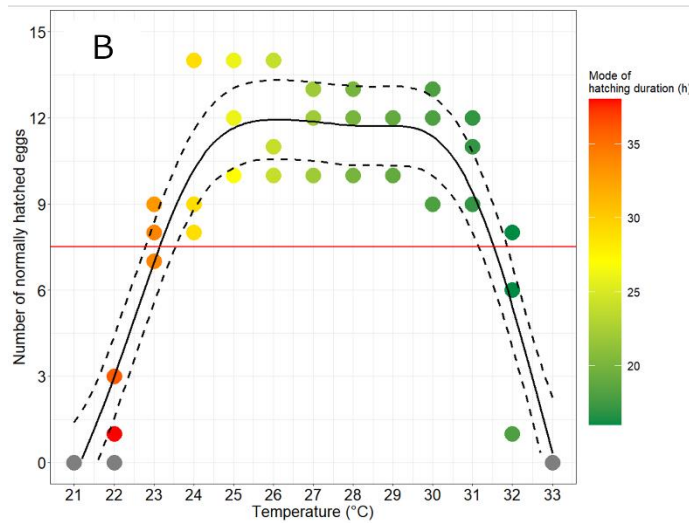 B
15
12
9
6
3
0
Number of normally hatched eggs
21 22 23 24 25 26 27 28 29 30 31 32 33
Temperature (°C)
Mode of
hatching duration (h)
35
30
25
20